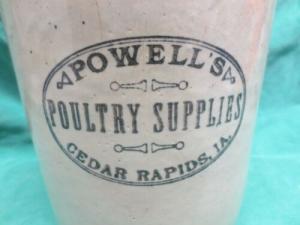 POWELL'S
POULTRY SUPPLIES
CEDAR RAPIDS, IA.